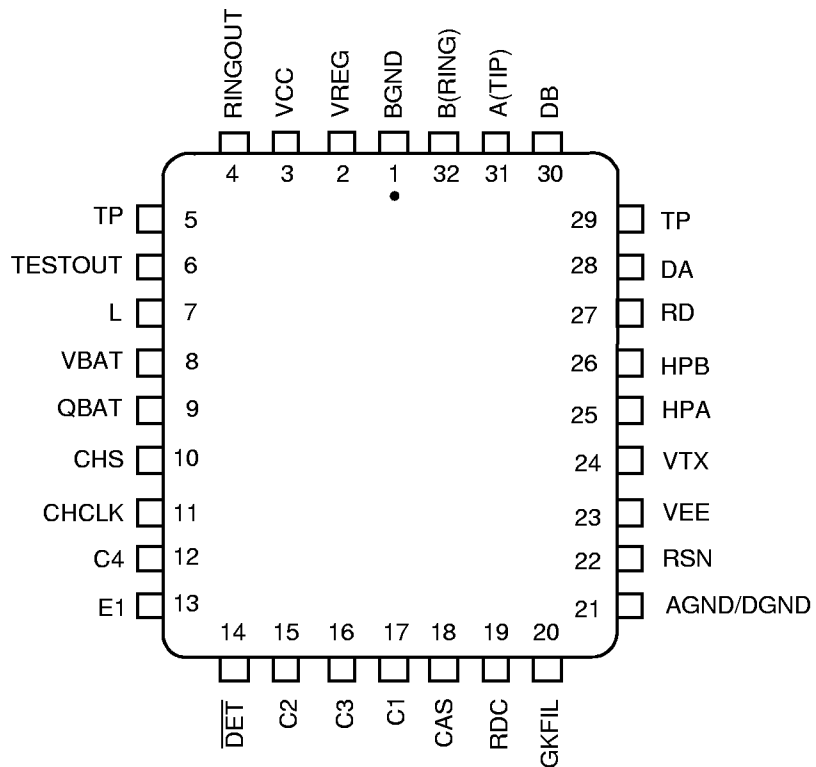 RINGOUT
VCC
VREG
BGND
B(RING)
A(TIP)
DB
4 3 2 1 32 31 30
TP 5
TESTOUT 6
L 7
VBAT 8
QBAT 9
CHS 10
CHCLK 11
C4 12
E1 13
29 TP
28 DA
27 RD
26 HPB
25 HPA
24 VTX
23 VEE
22 RSN
21 AGND/DGND
14 15 16 17 18 19 20
D̅E̅T̅
C2
C3
C1
CAS
RDC
GKFIL